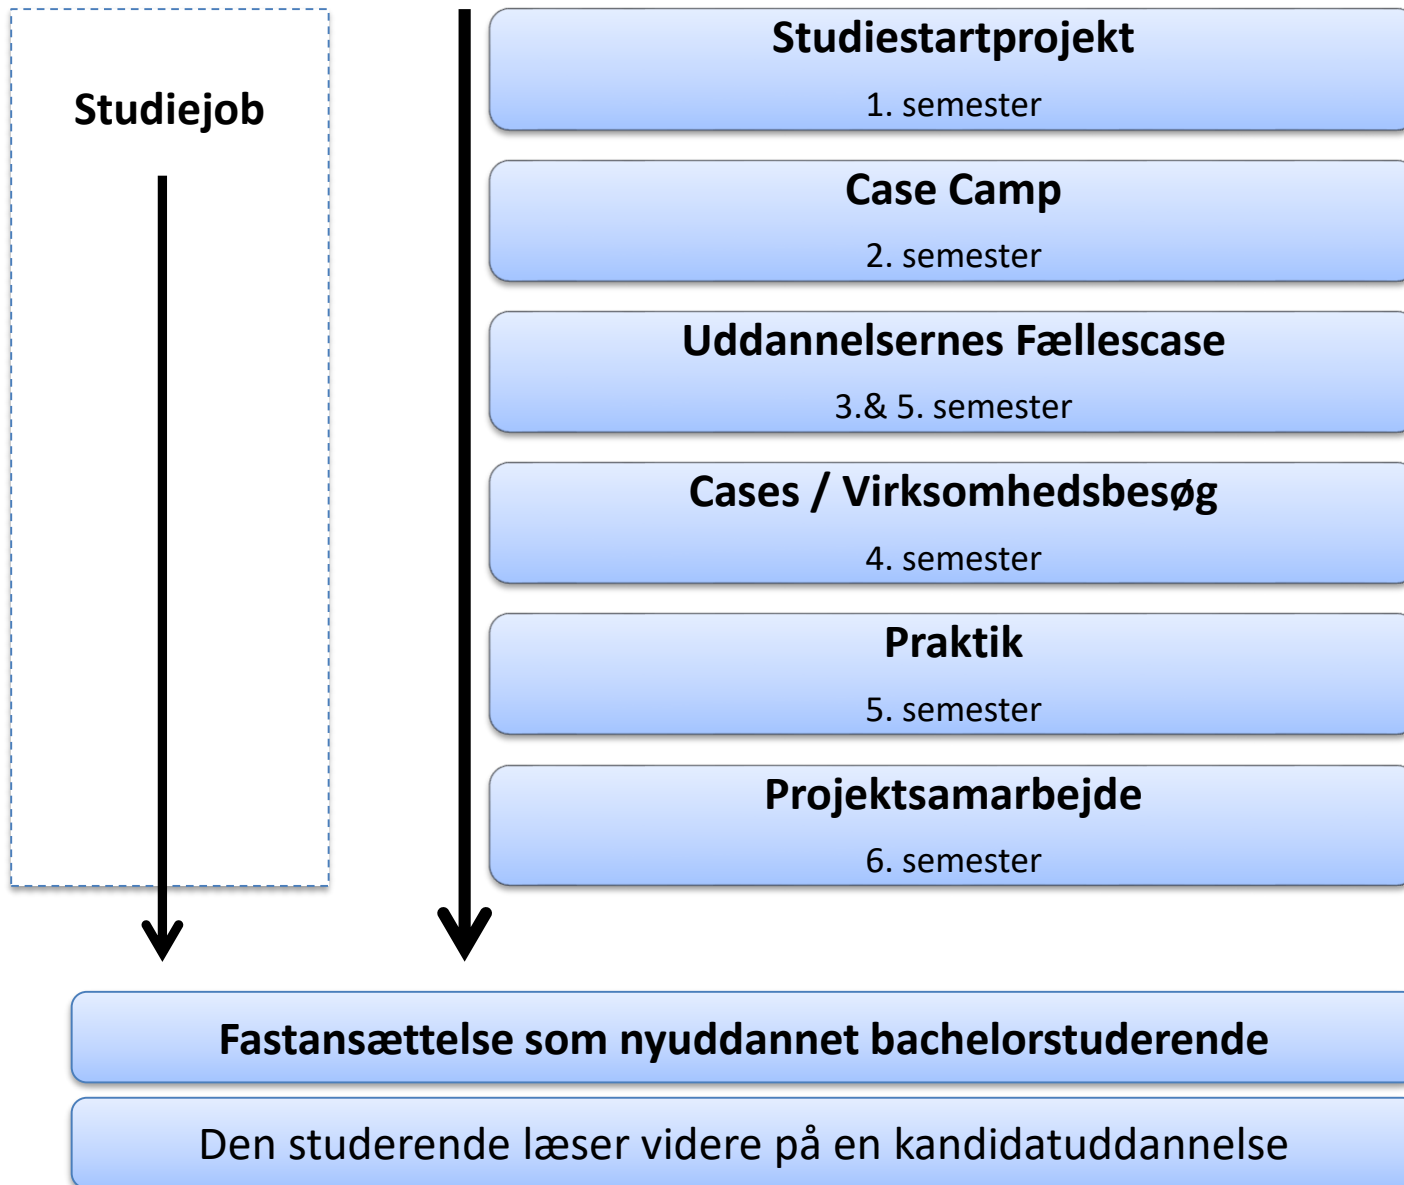 Studiejob
Studiestartprojekt
1. semester
Case Camp
2. semester
Uddannelsernes Fællescase
3.& 5. semester
Cases / Virksomhedsbesøg
4. semester
Praktik
5. semester
Projektsamarbejde
6. semester
Fastansættelse som nyuddannet bachelorstuderende
Den studerende læser videre på en kandidatuddannelse